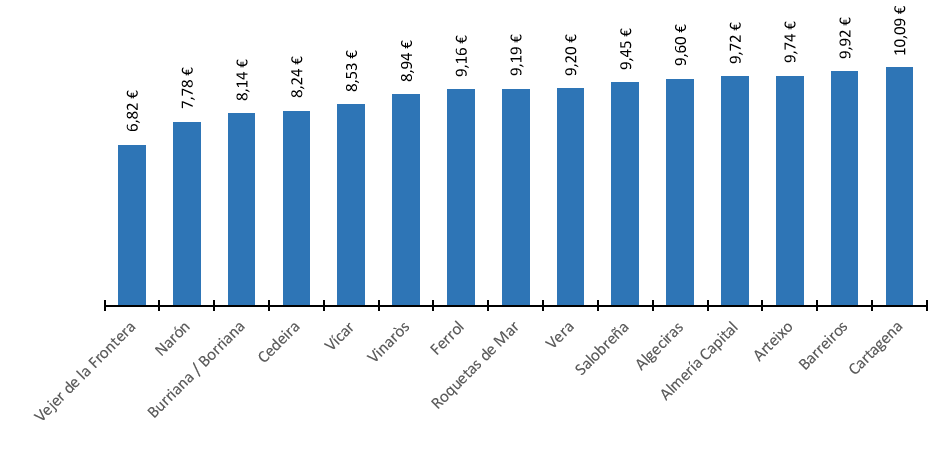 6,82 €
7,78 €
8,14 €
8,24 €
8,53 €
8,94 €
9,16 €
9,19 €
9,20 €
9,45 €
9,60 €
9,72 €
9,74 €
9,92 €
10,09 €
Vejer de la Frontera
Narón
Burriana / Borriana
Cedeira
Vícar
Vinaròs
Ferrol
Roquetas de Mar
Vera
Salobreña
Algeciras
Almería Capital
Arteixo
Barreiros
Cartagena